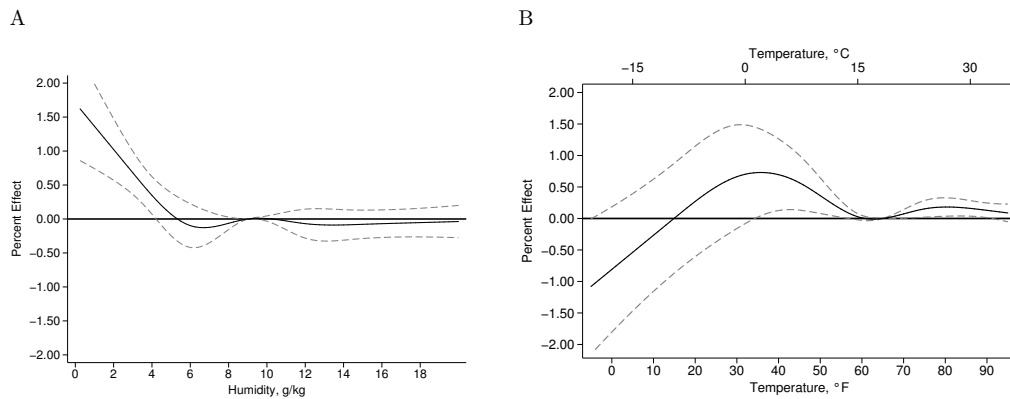 A
2.00
1.50
1.00
0.50
0.00
−0.50
−1.00
−1.50
−2.00
Percent Effect
0 2 4 6 8 10 12 14 16 18
Humidity, g/kg
B
Temperature, °C
−15 0 15 30
2.00
1.50
1.00
0.50
0.00
−0.50
−1.00
−1.50
−2.00
Percent Effect
0 10 20 30 40 50 60 70 80 90
Temperature, °F